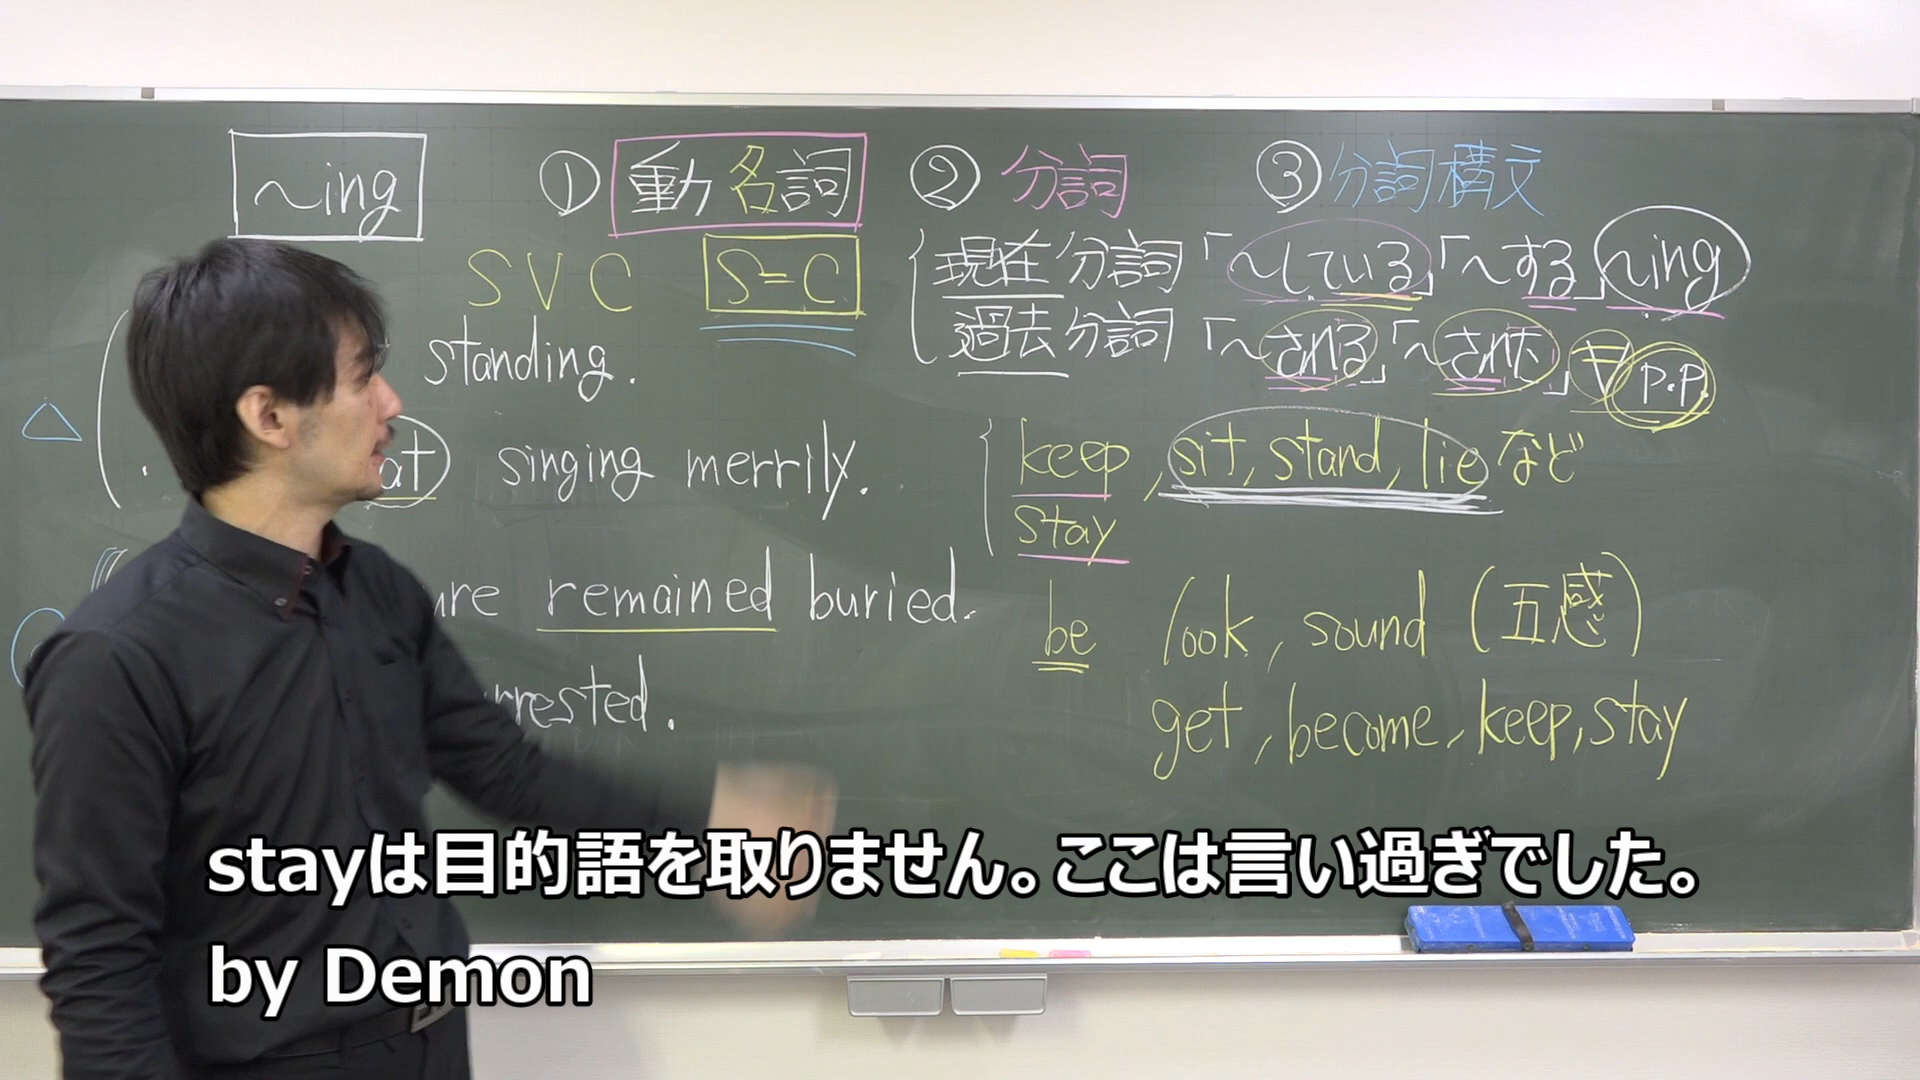 ~ing ① 動名詞 ② 分詞 ③ 分詞構文
SVC S=C
現在分詞「~している」「~する」~ing
過去分詞「~される」「~された」 p.p.
standing.
at singing merrily.
keep, sit, stand, lie など
stay
ure remained buried.
be look, sound (五感)
rrested.
get, become, keep, stay
stayは目的語を取りません。ここは言い過ぎでした。
by Demon